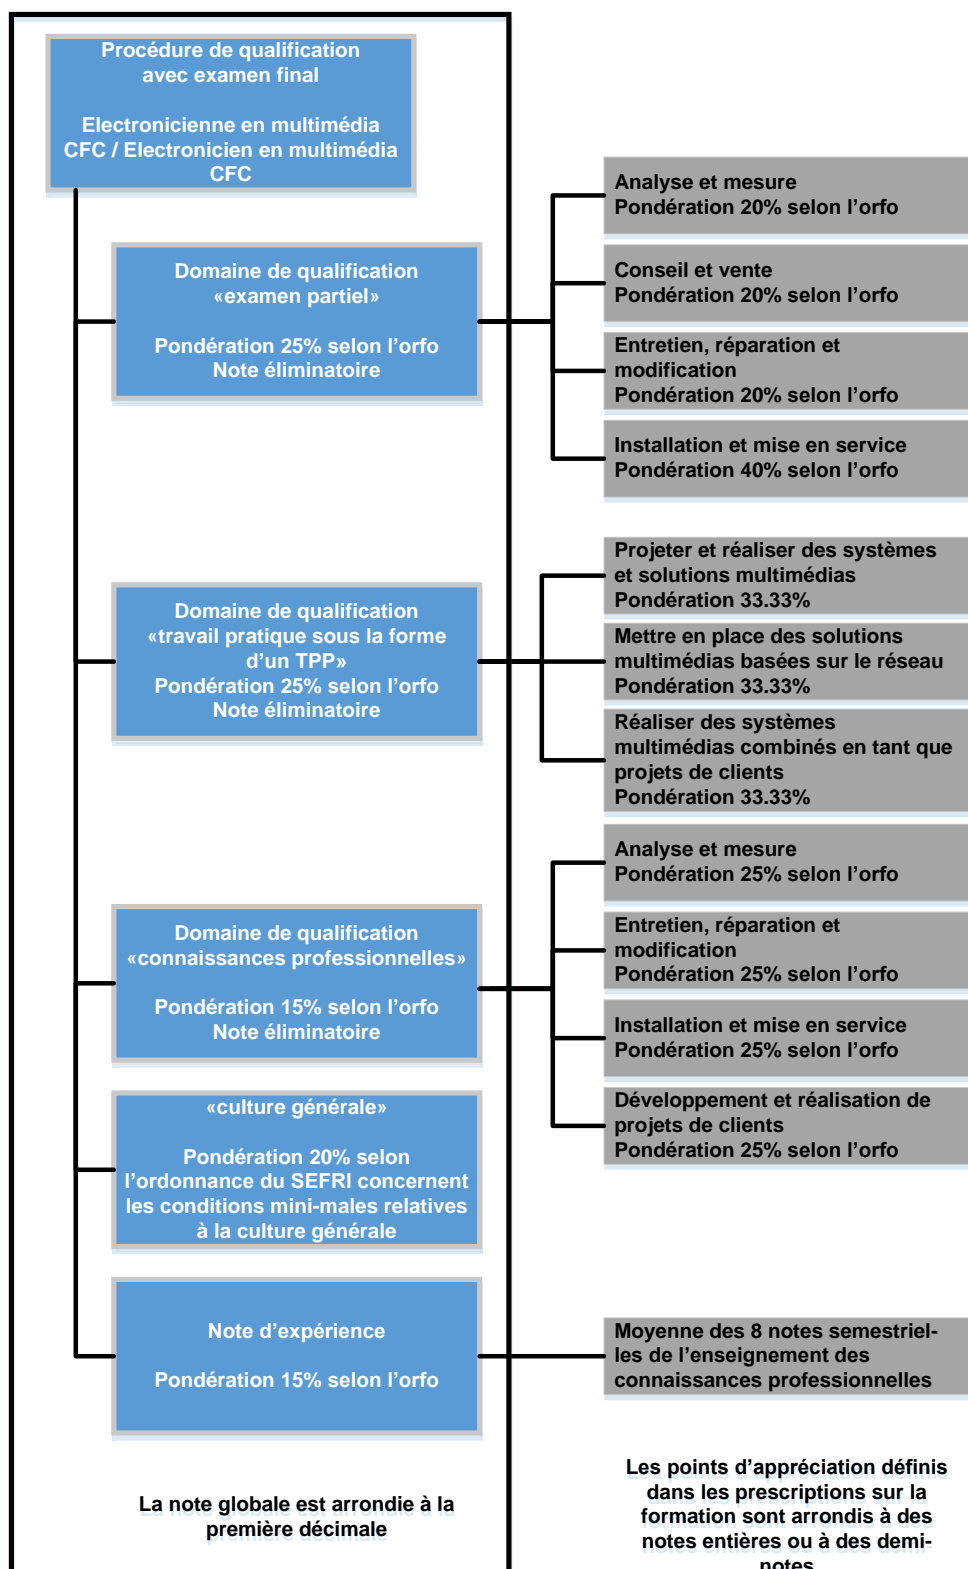 Procédure de qualification
avec examen final
Electronicienne en multimédia
CFC / Electronicien en multimédia
CFC
Domaine de qualification
«examen partiel»
Pondération 25% selon l’orfo
Note éliminatoire
Analyse et mesure
Pondération 20% selon l’orfo
Conseil et vente
Pondération 20% selon l’orfo
Entretien, réparation et
modification
Pondération 20% selon l’orfo
Installation et mise en service
Pondération 40% selon l’orfo
Domaine de qualification
«travail pratique sous la forme
d’un TPP»
Pondération 25% selon l’orfo
Note éliminatoire
Projeter et réaliser des systèmes
et solutions multimédias
Pondération 33.33%
Mettre en place des solutions
multimédias basées sur le réseau
Pondération 33.33%
Réaliser des systèmes
multimédias combinés en tant que
projets de clients
Pondération 33.33%
Domaine de qualification
«connaissances professionnelles»
Pondération 15% selon l’orfo
Note éliminatoire
Analyse et mesure
Pondération 25% selon l’orfo
Entretien, réparation et
modification
Pondération 25% selon l’orfo
Installation et mise en service
Pondération 25% selon l’orfo
Développement et réalisation de
projets de clients
Pondération 25% selon l’orfo
«culture générale»
Pondération 20% selon
l’ordonnance du SEFRI concernent
les conditions mini-males relatives
à la culture générale
Note d’expérience
Pondération 15% selon l’orfo
Moyenne des 8 notes semestriel-
les de l’enseignement des
connaissances professionnelles
La note globale est arrondie à la
première décimale
Les points d’appréciation définis
dans les prescriptions sur la
formation sont arrondis à des
notes entières ou à des demi-
notes